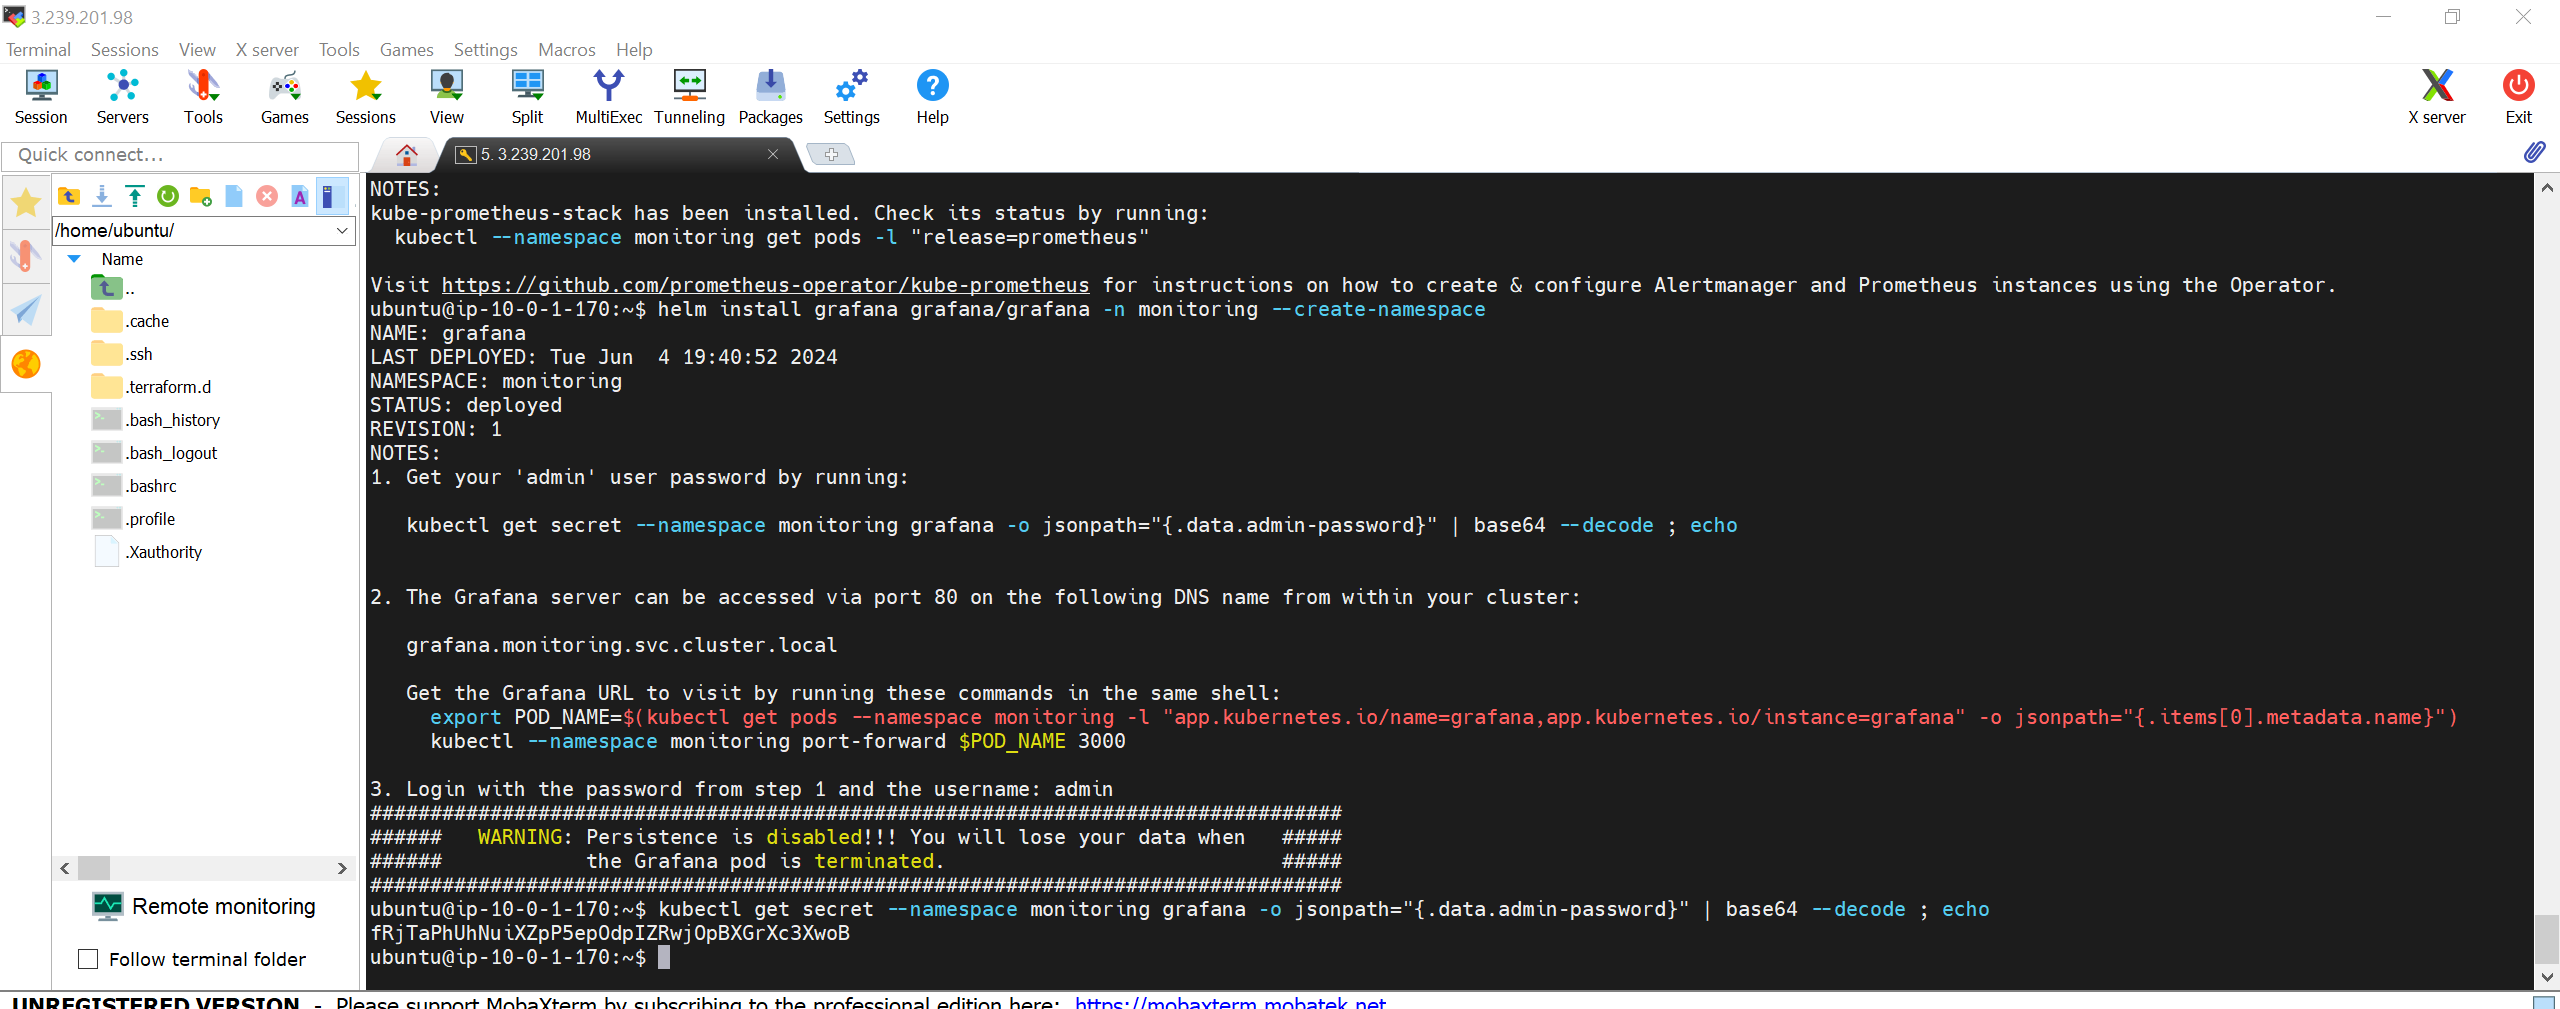 3.239.201.98
Terminal Sessions View X server Tools Games Settings Macros Help
Session Servers Tools Games Sessions View Split MultiExec Tunneling Packages Settings Help X server Exit
Quick connect...
5. 3.239.201.98
/home/ubuntu/
Name
..
.cache
.ssh
.terraform.d
.bash_history
.bash_logout
.bashrc
.profile
.Xauthority
Remote monitoring
Follow terminal folder
NOTES:
kube-prometheus-stack has been installed. Check its status by running:
  kubectl --namespace monitoring get pods -l "release=prometheus"
Visit https://github.com/prometheus-operator/kube-prometheus for instructions on how to create & configure Alertmanager and Prometheus instances using the Operator.
ubuntu@ip-10-0-1-170:~$ helm install grafana grafana/grafana -n monitoring --create-namespace
NAME: grafana
LAST DEPLOYED: Tue Jun  4 19:40:52 2024
NAMESPACE: monitoring
STATUS: deployed
REVISION: 1
NOTES:
1. Get your 'admin' user password by running:
   kubectl get secret --namespace monitoring grafana -o jsonpath="{.data.admin-password}" | base64 --decode ; echo
2. The Grafana server can be accessed via port 80 on the following DNS name from within your cluster:
   grafana.monitoring.svc.cluster.local
   Get the Grafana URL to visit by running these commands in the same shell:
     export POD_NAME=$(kubectl get pods --namespace monitoring -l "app.kubernetes.io/name=grafana,app.kubernetes.io/instance=grafana" -o jsonpath="{.items[0].metadata.name}")
     kubectl --namespace monitoring port-forward $POD_NAME 3000
3. Login with the password from step 1 and the username: admin
#################################################################################
######   WARNING: Persistence is disabled!!! You will lose your data when   #####
######            the Grafana pod is terminated.                            #####
#################################################################################
ubuntu@ip-10-0-1-170:~$ kubectl get secret --namespace monitoring grafana -o jsonpath="{.data.admin-password}" | base64 --decode ; echo
fRjTaPhUhNuiXZpP5epOdpIZRwjOpBXGrXc3XwoB
ubuntu@ip-10-0-1-170:~$
UNREGISTERED VERSION - Please support MobaXterm by subscribing to the professional edition here: https://mobaxterm.mobatek.net